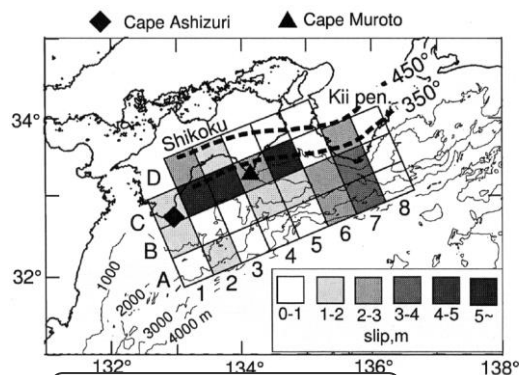 Cape Ashizuri Cape Muroto
34°
32°
132° 134° 136° 138°
Shikoku
Kii pen.
450°
350°
D
C
B
A
1 2 3 4 5 6 7 8
1000
2000
3000
4000 m
0-1 1-2 2-3 3-4 4-5 5~
slip,m